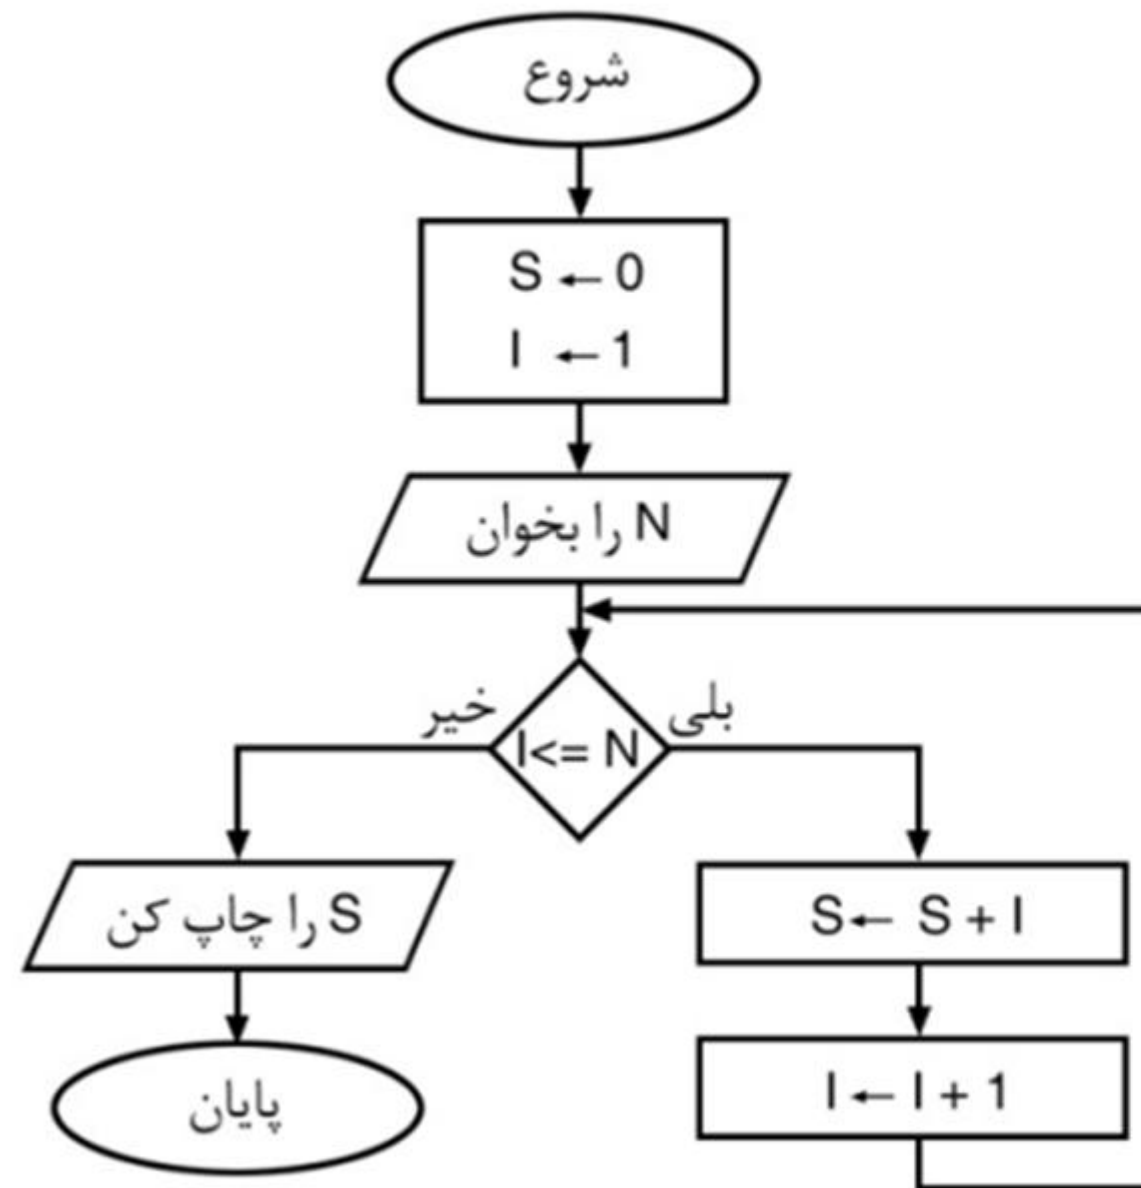 شروع
S ← 0
I ← 1
N را بخوان
خیر
بلی
I<= N
S را چاپ کن
پایان
S← S + I
I ← I + 1